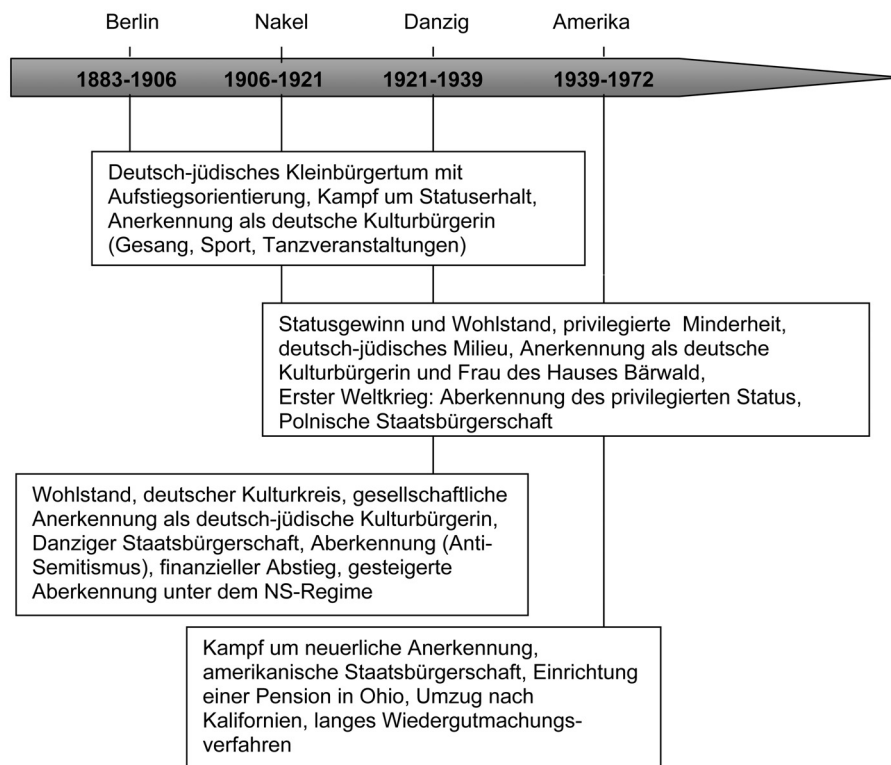 Berlin Nakel Danzig Amerika
1883-1906 1906-1921 1921-1939 1939-1972
Deutsch-jüdisches Kleinbürgertum mit
Aufstiegsorientierung, Kampf um Statuserhalt,
Anerkennung als deutsche Kulturbürgerin
(Gesang, Sport, Tanzveranstaltungen)
Statusgewinn und Wohlstand, privilegierte Minderheit,
deutsch-jüdisches Milieu, Anerkennung als deutsche
Kulturbürgerin und Frau des Hauses Bärwald,
Erster Weltkrieg: Aberkennung des privilegierten Status,
Polnische Staatsbürgerschaft
Wohlstand, deutscher Kulturkreis, gesellschaftliche
Anerkennung als deutsch-jüdische Kulturbürgerin,
Danziger Staatsbürgerschaft, Aberkennung (Anti-
Semitismus), finanzieller Abstieg, gesteigerte
Aberkennung unter dem NS-Regime
Kampf um neuerliche Anerkennung,
amerikanische Staatsbürgerschaft, Einrichtung
einer Pension in Ohio, Umzug nach
Kalifornien, langes Wiedergutmachungs-
verfahren